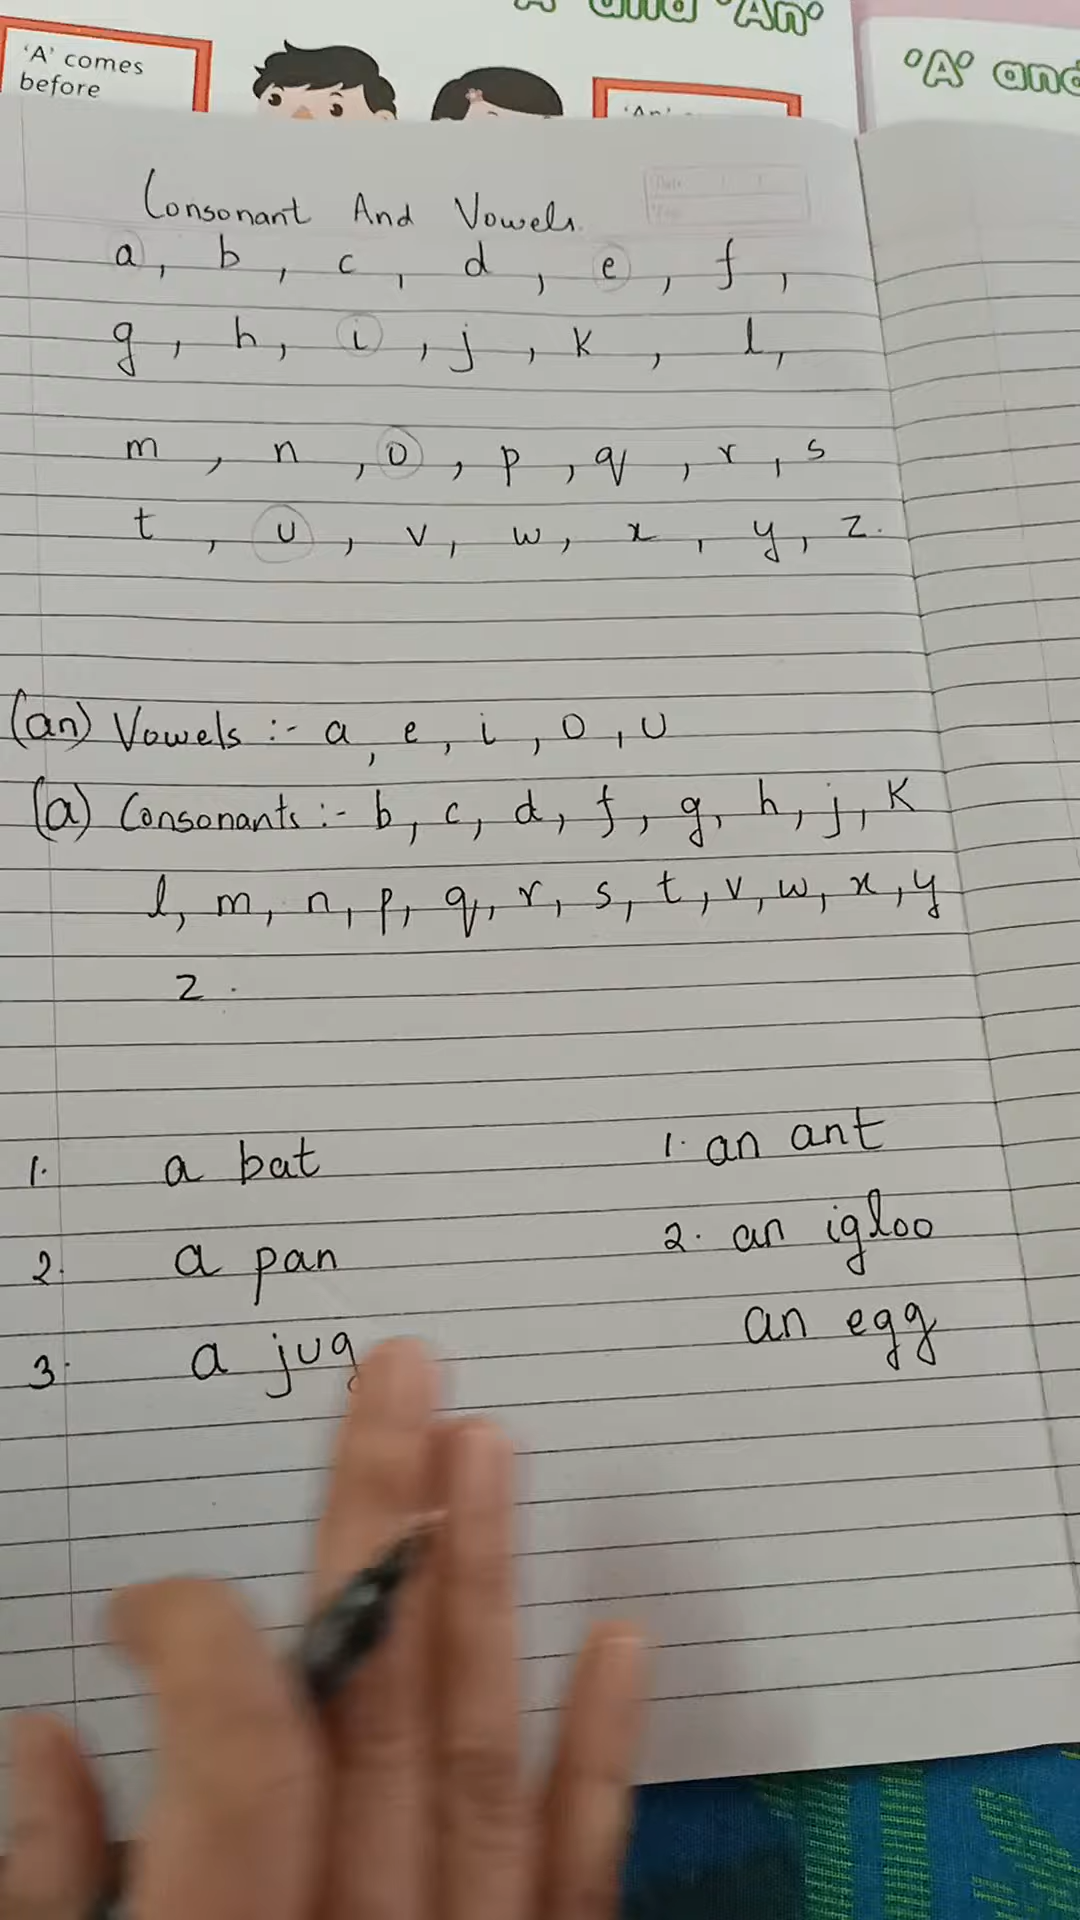 'A' and 'An'
'A' and
'A' comes
before
'An'
Consonant And Vowels.
a, b, c, d, e, f,
g, h, i, j, k, l,
m, n, o, p, q, r, s
t, u, v, w, x, y, z.
(an) Vowels :- a, e, i, o, u
(a) Consonants :- b, c, d, f, g, h, j, k
l, m, n, p, q, r, s, t, v, w, x, y
z.
1. a bat 1. an ant
2. a pan 2. an igloo
3. a jug an egg